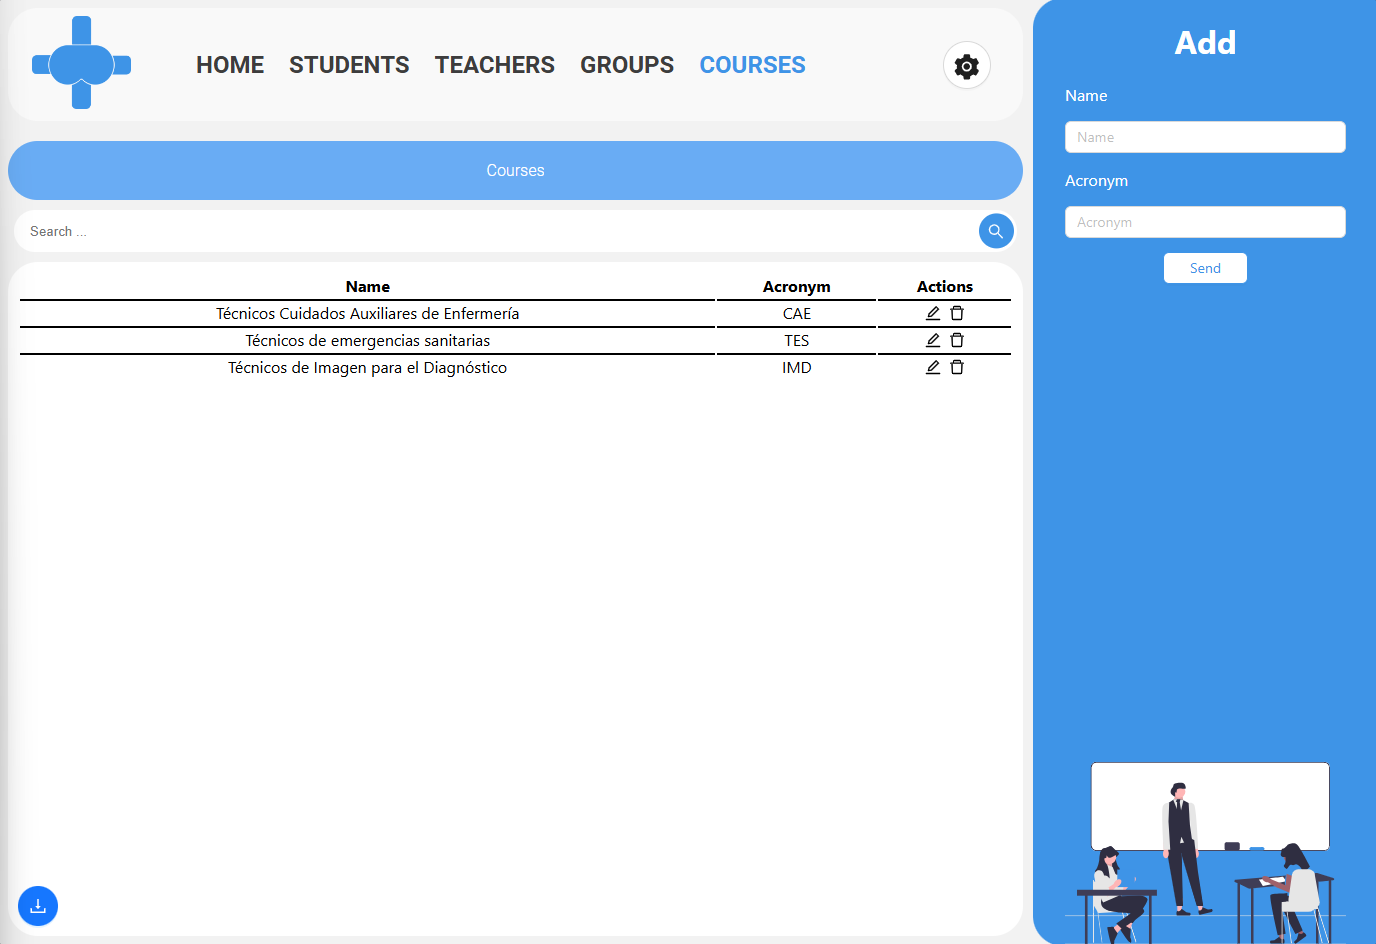 HOME STUDENTS TEACHERS GROUPS COURSES
Courses
Search ...
Name Acronym Actions
Técnicos Cuidados Auxiliares de Enfermería CAE
Técnicos de emergencias sanitarias TES
Técnicos de Imagen para el Diagnóstico IMD
Add
Name
Name
Acronym
Acronym
Send